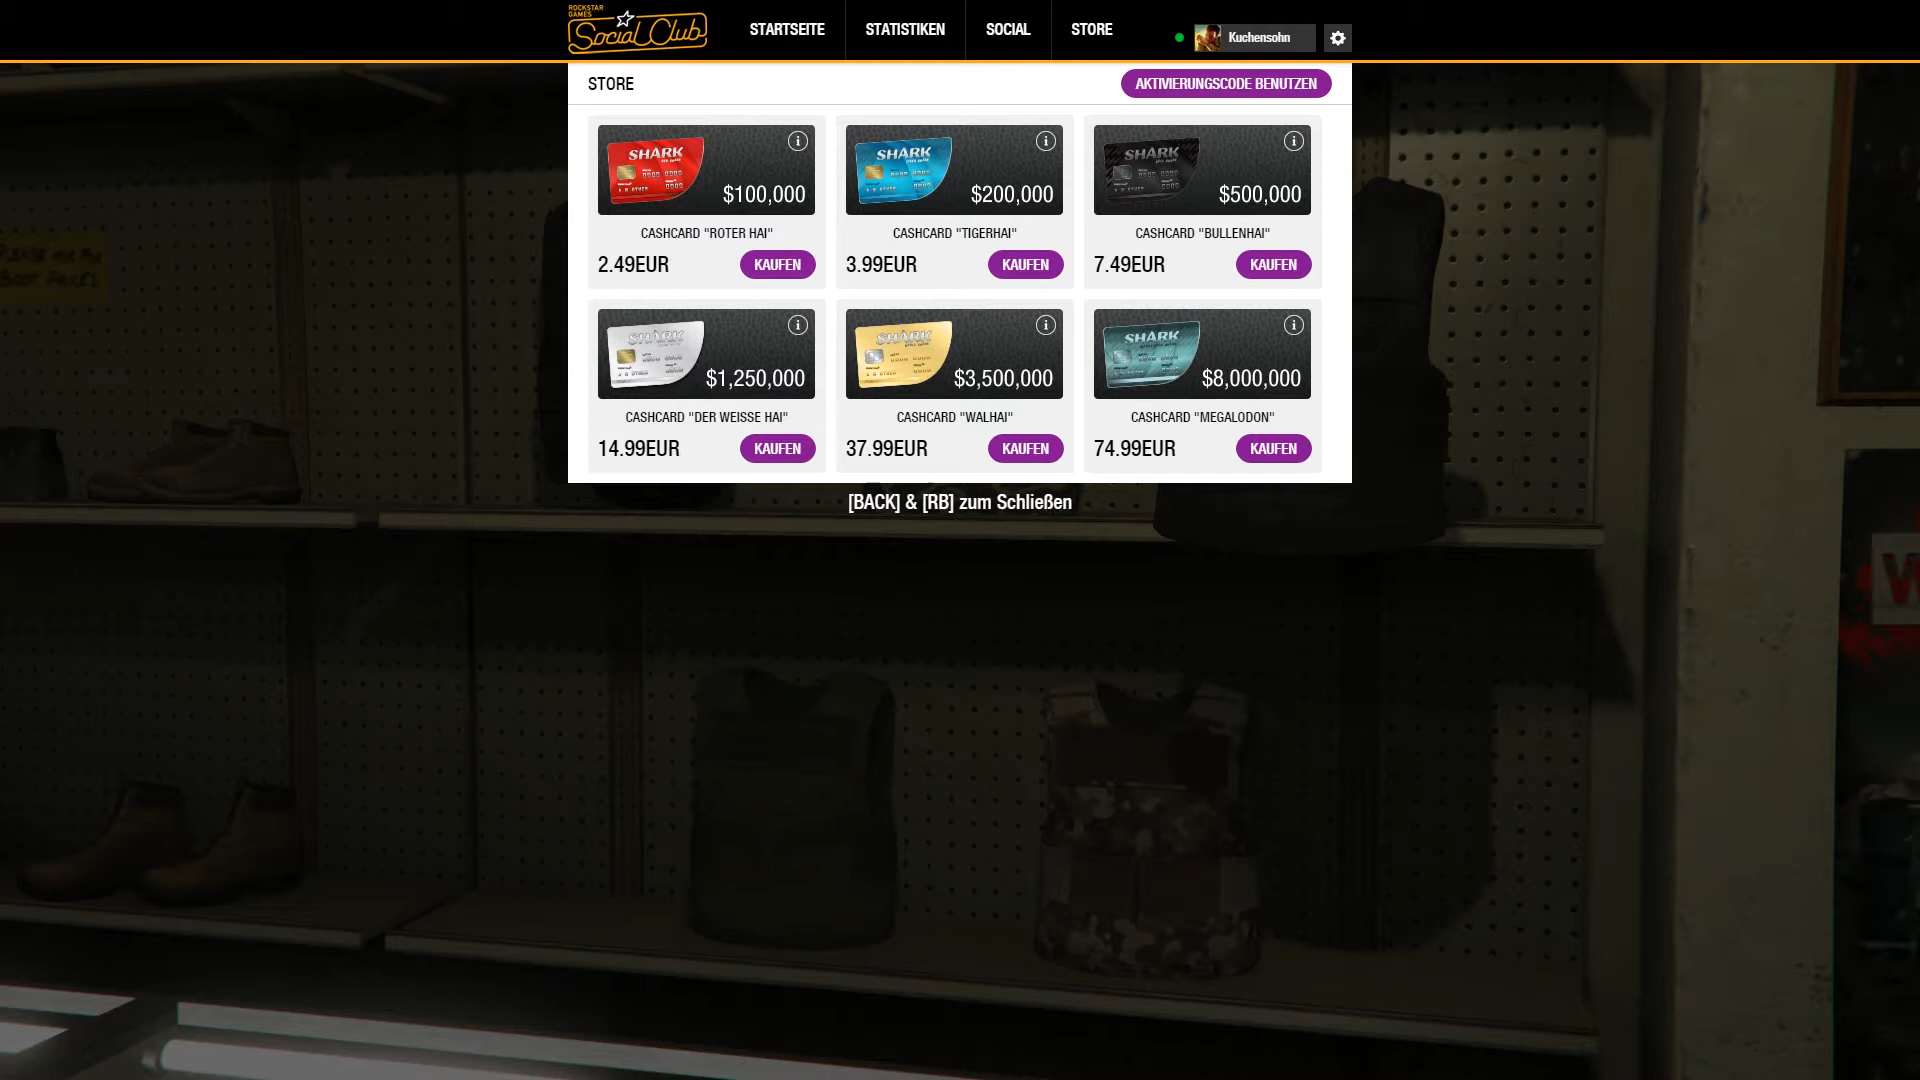 ROCKSTAR
GAMES
Social Club
STARTSEITE
STATISTIKEN
SOCIAL
STORE
Kuchensohn
STORE
AKTIVIERUNGSCODE BENUTZEN
SHARK
$100,000
SHARK
$200,000
SHARK
$500,000
CASHCARD "ROTER HAI"
CASHCARD "TIGERHAI"
CASHCARD "BULLENHAI"
2.49EUR
KAUFEN
3.99EUR
KAUFEN
7.49EUR
KAUFEN
SHARK
$1,250,000
SHARK
$3,500,000
SHARK
$8,000,000
CASHCARD "DER WEISSE HAI"
CASHCARD "WALHAI"
CASHCARD "MEGALODON"
14.99EUR
KAUFEN
37.99EUR
KAUFEN
74.99EUR
KAUFEN
[BACK] & [RB] zum Schließen